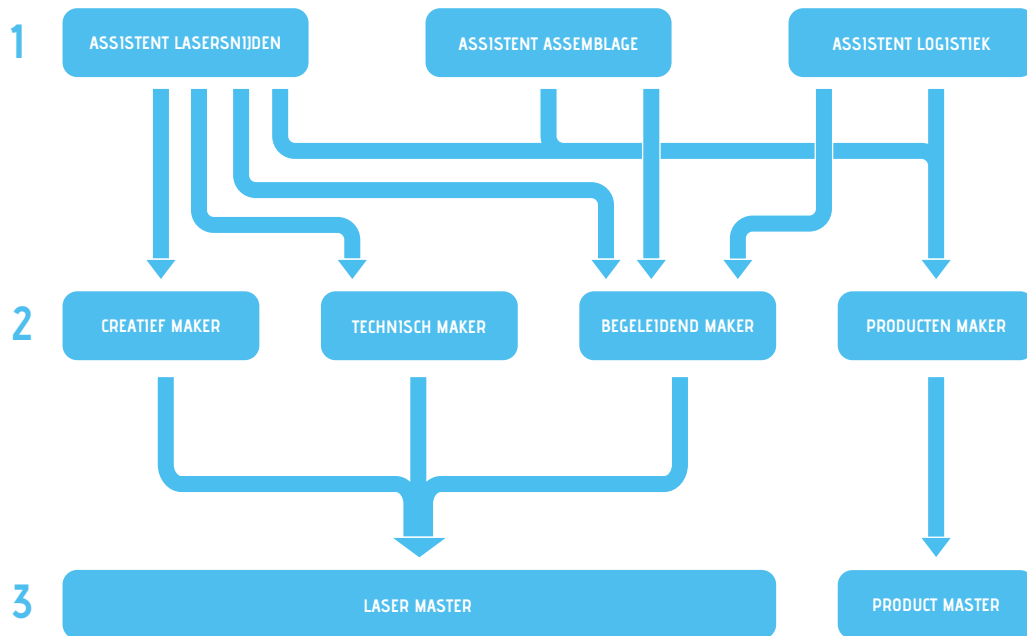 1
ASSISTENT LASERSNIJDEN
ASSISTENT ASSEMBLAGE
ASSISTENT LOGISTIEK
2
CREATIEF MAKER
TECHNISCH MAKER
BEGELEIDEND MAKER
PRODUCTEN MAKER
3
LASER MASTER
PRODUCT MASTER